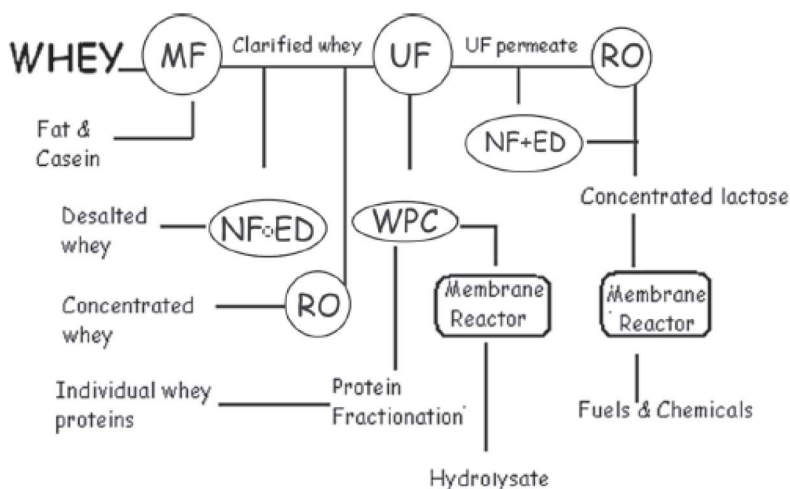 WHEY
MF
Clarified whey
UF
UF permeate
RO
Fat &
Casein
NF+ED
Desalted
whey
NF:ED
WPC
Concentrated lactose
Concentrated
whey
RO
Membrane
Reactor
Membrane
Reactor
Individual whey
proteins
Protein
Fractionation
Fuels & Chemicals
Hydrolysate